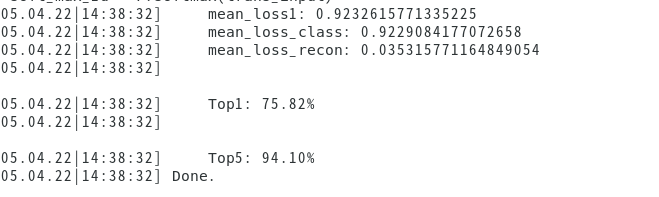 05.04.22|14:38:32] mean_loss1: 0.9232615771335225
05.04.22|14:38:32] mean_loss_class: 0.9229084177072658
05.04.22|14:38:32] mean_loss_recon: 0.035315771164849054
05.04.22|14:38:32]
05.04.22|14:38:32] Top1: 75.82%
05.04.22|14:38:32]
05.04.22|14:38:32] Top5: 94.10%
05.04.22|14:38:32] Done.